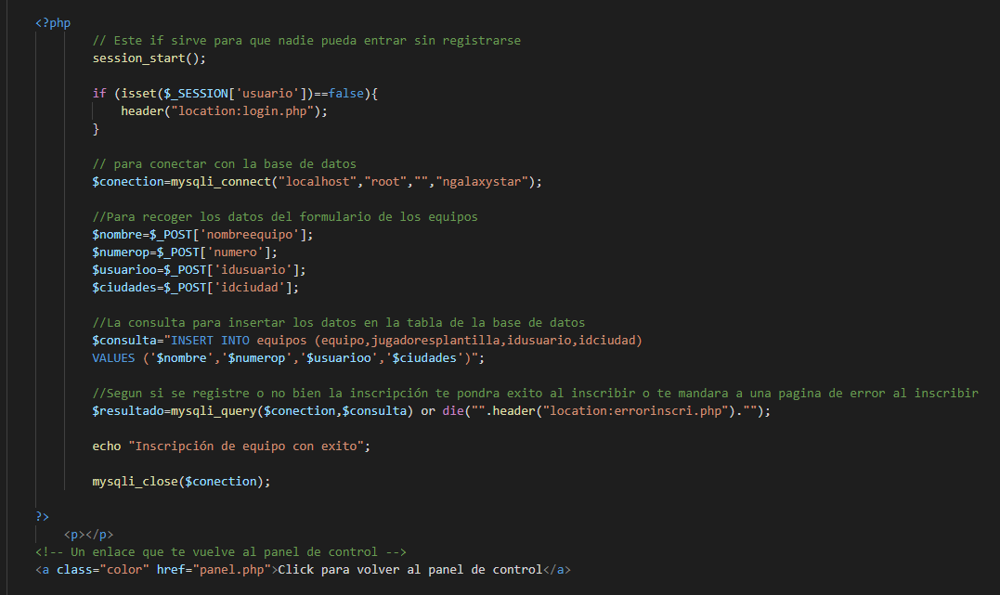 <?php
// Este if sirve para que nadie pueda entrar sin registrarse
session_start();
if (isset($_SESSION['usuario'])==false){
header("location:login.php");
}
// para conectar con la base de datos
$conection=mysqli_connect("localhost","root","","ngalaxystar");
//Para recoger los datos del formulario de los equipos
$nombre=$_POST['nombreequipo'];
$numerop=$_POST['numero'];
$usuarioo=$_POST['idusuario'];
$ciudades=$_POST['idciudad'];
//La consulta para insertar los datos en la tabla de la base de datos
$consulta="INSERT INTO equipos (equipo,jugadoresplantilla,idusuario,idciudad)
VALUES ('$nombre','$numerop','$usuarioo','$ciudades')";
//Segun si se registre o no bien la inscripción te pondra exito al inscribir o te mandara a una pagina de error al inscribir
$resultado=mysqli_query($conection,$consulta) or die("".header("location:errorinscri.php")."");
echo "Inscripción de equipo con exito";
mysqli_close($conection);
?>
<p></p>
<!-- Un enlace que te vuelve al panel de control -->
<a class="color" href="panel.php">Click para volver al panel de control</a>